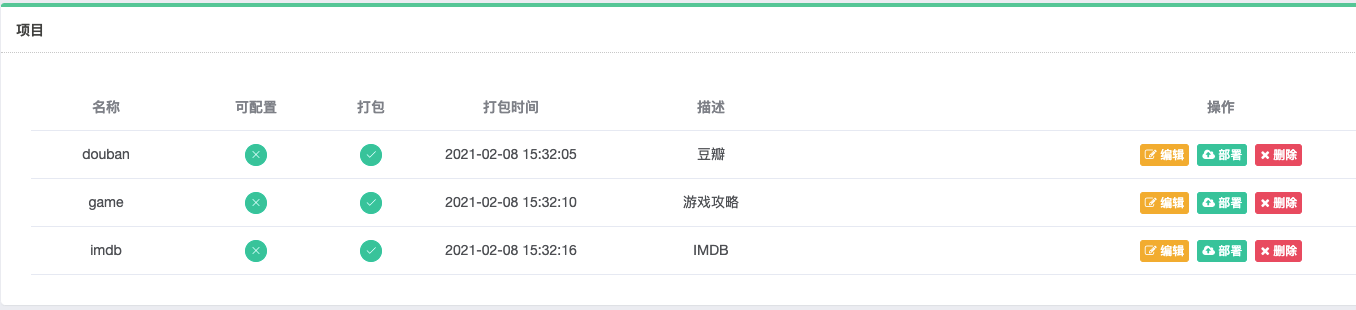 项目
名称 可配置 打包 打包时间 描述 操作
douban 2021-02-08 15:32:05 豆瓣 编辑 部署 删除
game 2021-02-08 15:32:10 游戏攻略 编辑 部署 删除
imdb 2021-02-08 15:32:16 IMDB 编辑 部署 删除